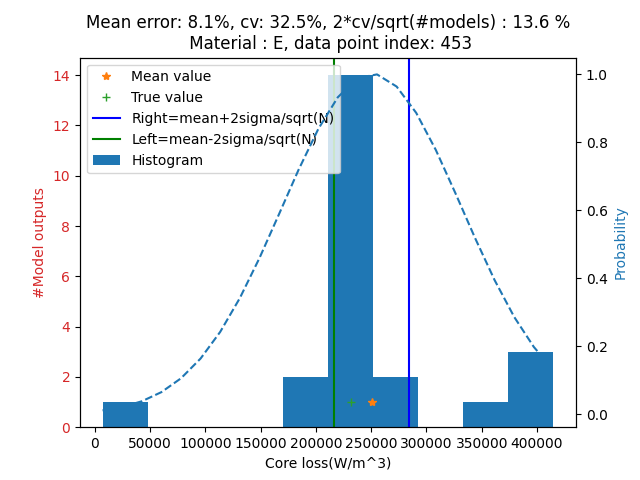 Mean error: 8.1%, cv: 32.5%, 2*cv/sqrt(#models) : 13.6 %
Material : E, data point index: 453
Mean value
True value
Right=mean+2sigma/sqrt(N)
Left=mean-2sigma/sqrt(N)
Histogram
#Model outputs
14
12
10
8
6
4
2
0
1.0
0.8
0.6
0.4
0.2
0.0
Probability
0 50000 100000 150000 200000 250000 300000 350000 400000
Core loss(W/m^3)